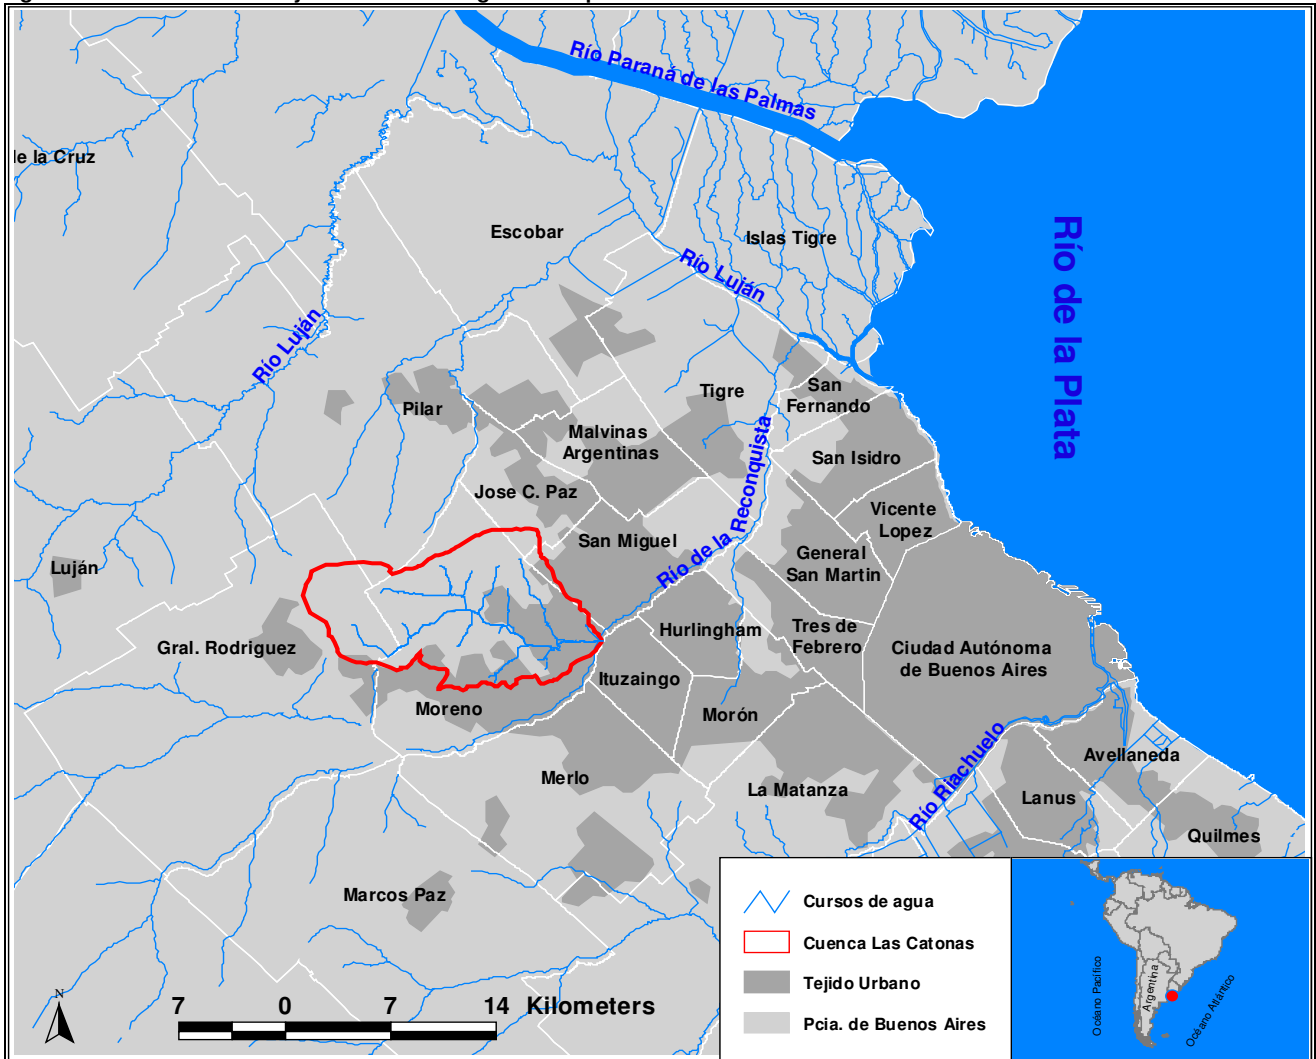 Río Paraná de las Palmas
de la Cruz
Escobar
Islas Tigre
Río de la Plata
Río Luján
Río Luján
Pilar
Tigre
San
Fernando
Malvinas
Argentinas
San Isidro
Jose C. Paz
Vicente
Lopez
San Miguel
Río de la Reconquista
General
San Martin
Luján
Hurlingham
Tres de
Febrero
Gral. Rodriguez
Ciudad Autónoma
de Buenos Aires
Ituzaingo
Moreno
Morón
Merlo
La Matanza
Río Riachuelo
Avellaneda
Lanus
Quilmes
Marcos Paz
Cursos de agua
Cuenca Las Catonas
Tejido Urbano
Pcia. de Buenos Aires
N
7 0 7 14 Kilometers
Océano Pacífico
Argentina
Océano Atlántico